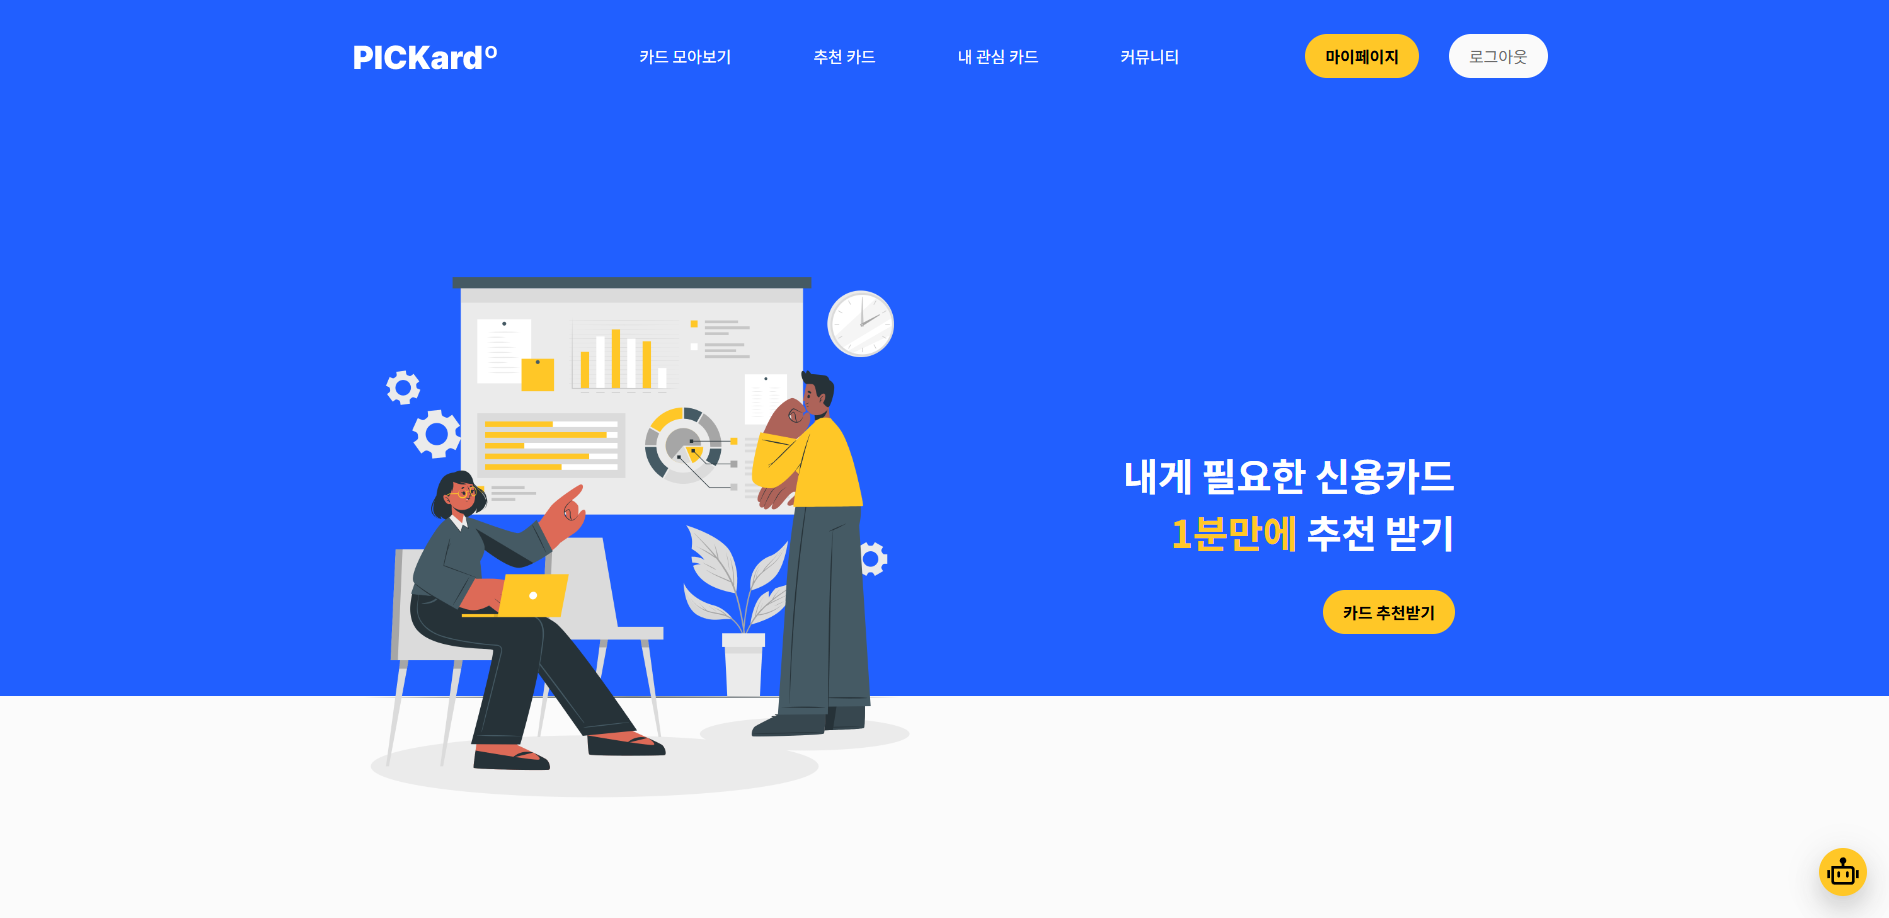 PICKardº
카드 모아보기
추천 카드
내 관심 카드
커뮤니티
마이페이지
로그아웃
내게 필요한 신용카드
1분만에 추천 받기
카드 추천받기